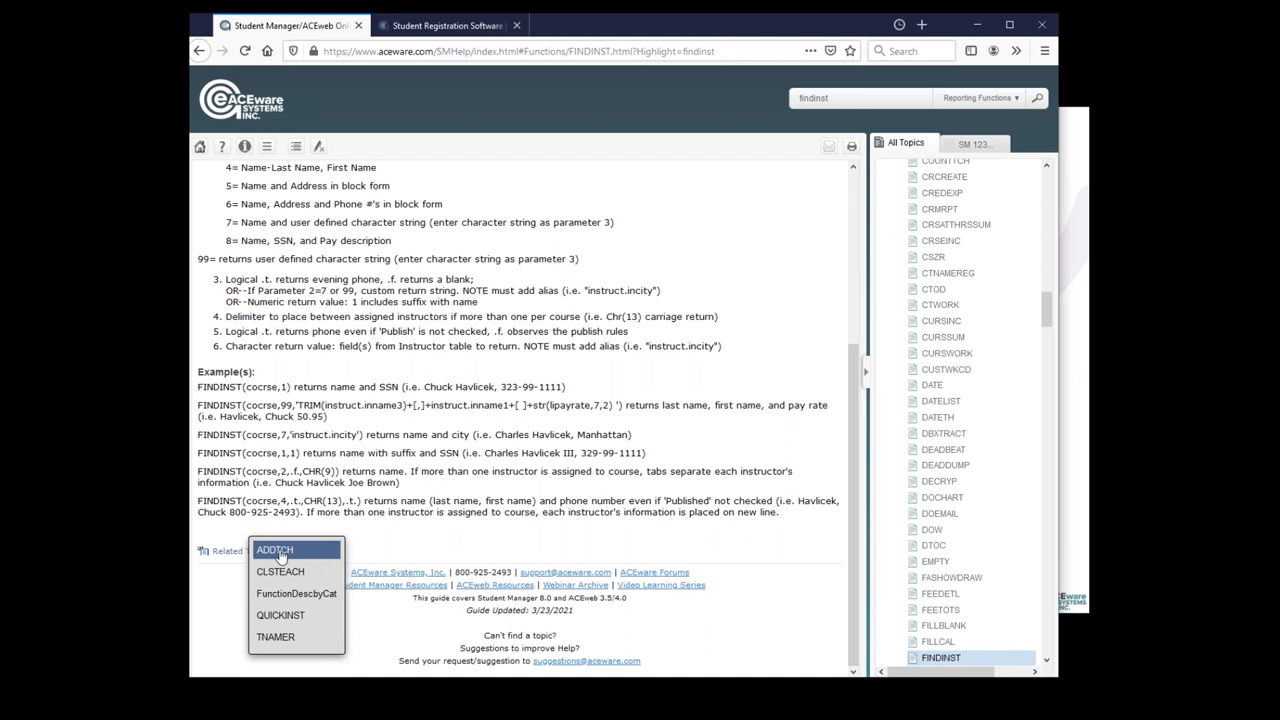 Student Manager/ACEweb Onl
Student Registration Software
https://www.aceware.com/SMHelp/index.html#Functions/FINDINST.html?Highlight=findinst
Search
ACEware
SYSTEMS
INC.
findinst
Reporting Functions
All Topics
SM 123...
4= Name-Last Name, First Name
5= Name and Address in block form
6= Name, Address and Phone #'s in block form
7= Name and user defined character string (enter character string as parameter 3)
8= Name, SSN, and Pay description
99= returns user defined character string (enter character string as parameter 3)
3. Logical .t. returns evening phone, .f. returns a blank;
OR--If Parameter 2=7 or 99, custom return string. NOTE must add alias (i.e. "instruct.incity")
OR--Numeric return value: 1 includes suffix with name
4. Delimiter to place between assigned instructors if more than one per course (i.e. Chr(13) carriage return)
5. Logical .t. returns phone even if 'Publish' is not checked, .f. observes the publish rules
6. Character return value: field(s) from Instructor table to return. NOTE must add alias (i.e. "instruct.incity")
Example(s):
FINDINST(cocrse,1) returns name and SSN (i.e. Chuck Havlicek, 323-99-1111)
FINDINST(cocrse,99,'TRIM(instruct.inname3)+[,]+instruct.inname1+[ ]+str(lipayrate,7,2) ') returns last name, first name, and pay rate
(i.e. Havlicek, Chuck 50.95)
FINDINST(cocrse,7,'instruct.incity') returns name and city (i.e. Charles Havlicek, Manhattan)
FINDINST(cocrse,1,1) returns name with suffix and SSN (i.e. Charles Havlicek III, 329-99-1111)
FINDINST(cocrse,2,.f.,CHR(9)) returns name. If more than one instructor is assigned to course, tabs separate each instructor's
information (i.e. Chuck Havlicek Joe Brown)
FINDINST(cocrse,4,.t.,CHR(13),.t.) returns name (last name, first name) and phone number even if 'Published' not checked (i.e. Havlicek,
Chuck 800-925-2493). If more than one instructor is assigned to course, each instructor's information is placed on new line.
Related T
ADDTCH
CLSTEACH
FunctionDescbyCat
QUICKINST
TNAMER
ACEware Systems, Inc. | 800-925-2493 | support@aceware.com | ACEware Forums
udent Manager Resources | ACEweb Resources | Webinar Archive | Video Learning Series
This guide covers Student Manager 8.0 and ACEweb 3.5/4.0
Guide Updated: 3/23/2021
Can't find a topic?
Suggestions to improve Help?
Send your request/suggestion to suggestions@aceware.com
COUNTTCH
CRCREATE
CREDEXP
CRMRPT
CRSATTHRSSUM
CRSEINC
CSZR
CTNAMEREG
CTOD
CTWORK
CURSINC
CURSSUM
CURSWORK
CUSTWKCD
DATE
DATELIST
DATETH
DBXTRACT
DEADBEAT
DEADDUMP
DECRYP
DOCHART
DOEMAIL
DOW
DTOC
EMPTY
FASHOWDRAW
FEEDETL
FEETOTS
FILLBLANK
FILLCAL
FINDINST